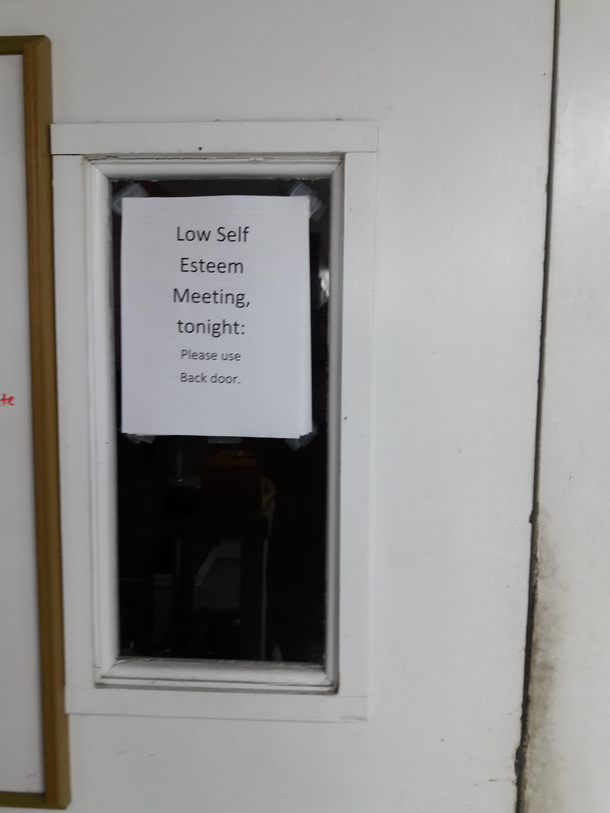 Low Self
Esteem
Meeting,
tonight:
Please use
Back door.